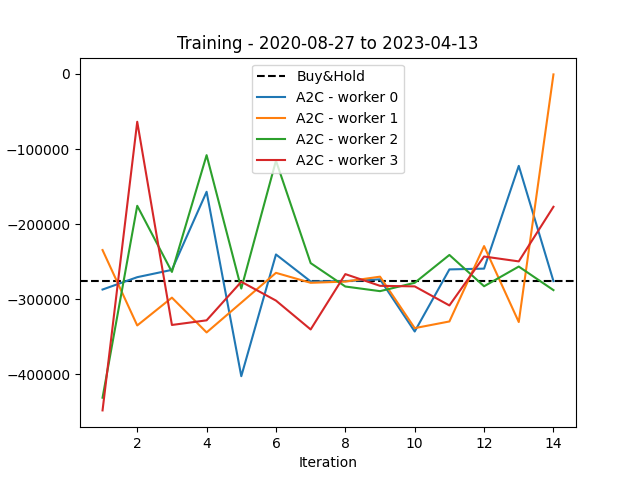 Training - 2020-08-27 to 2023-04-13
Buy&Hold
A2C - worker 0
A2C - worker 1
A2C - worker 2
A2C - worker 3
0
−100000
−200000
−300000
−400000
2 4 6 8 10 12 14
Iteration